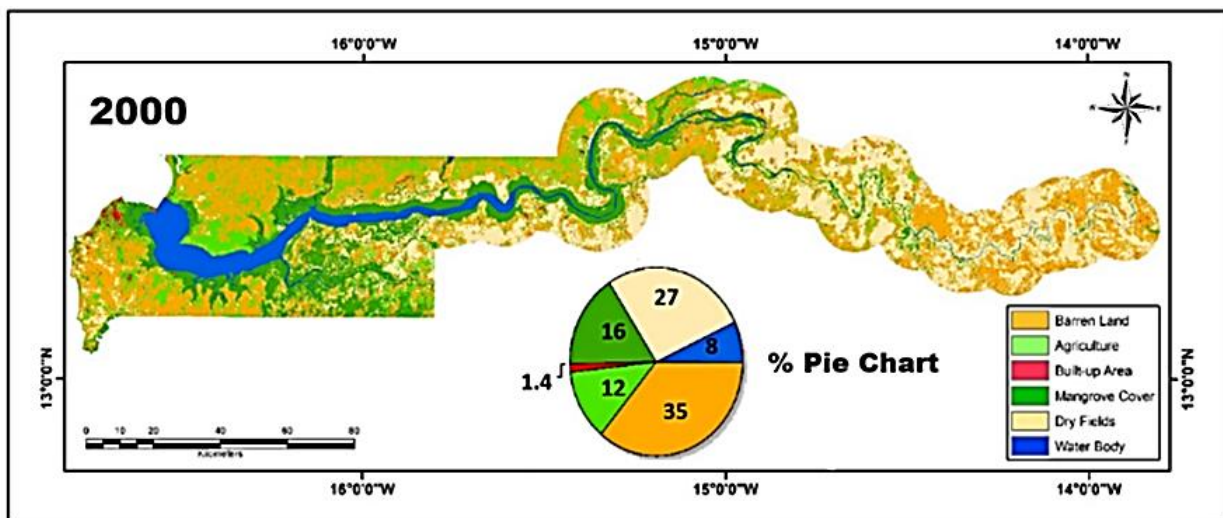 16°0'0"W 15°0'0"W 14°0'0"W
2000
N
W E
S
27
16
8
% Pie Chart
1.4
12
35
Barren Land
Agriculture
Built-up Area
Mangrove Cover
Dry Fields
Water Body
13°0'0"N
13°0'0"N
0 10 20 40 60 80
Kilometers
16°0'0"W 15°0'0"W 14°0'0"W